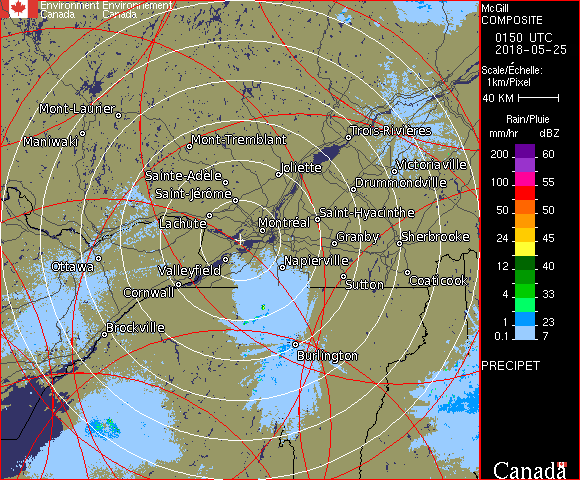 Environment Environnement
Canada Canada
McGill
COMPOSITE
0150 UTC
2018-05-25
Scale/Échelle:
1km/Pixel
40 KM
Rain/Pluie
mm/hr dBZ
200 60
100 55
50 50
24 45
12 40
4 33
1 23
0.1 7
PRECIPET
Canada
Mont-Laurier
Maniwaki
Mont-Tremblant
Trois-Rivières
Joliette
Victoriaville
Sainte-Adèle
Drummondville
Saint-Jérôme
Lachute
Saint-Hyacinthe
Montréal
Granby
Sherbrooke
Ottawa
Valleyfield
Napierville
Coaticook
Cornwall
Sutton
Brockville
Burlington